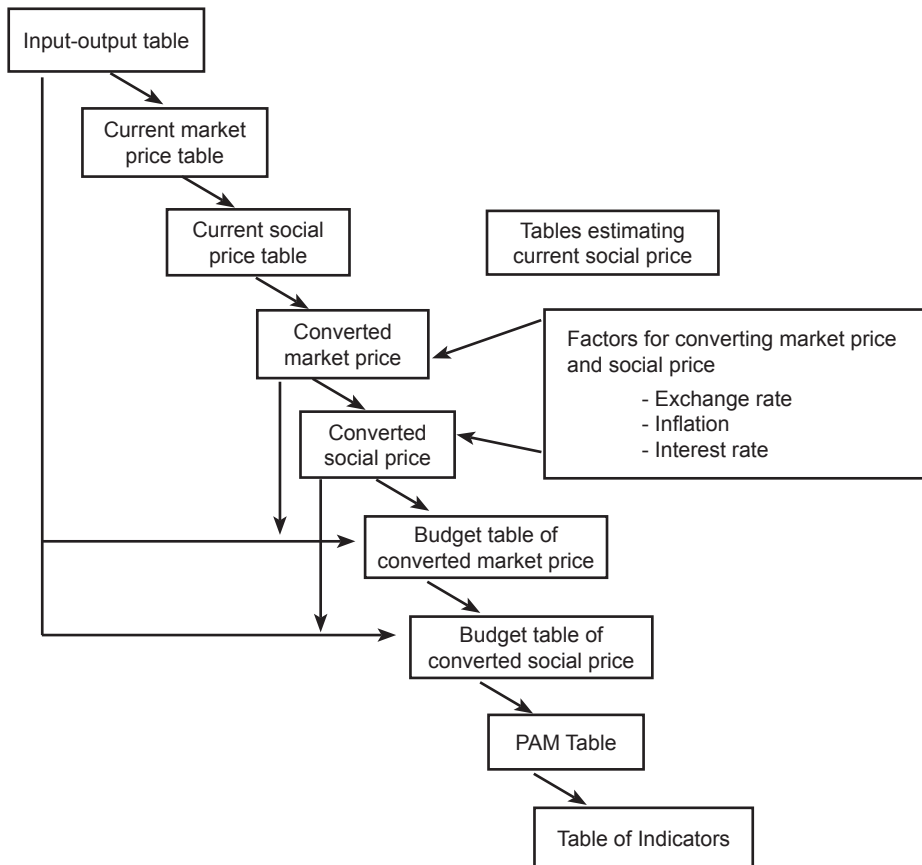 Input-output table
Current market
price table
Current social
price table
Tables estimating
current social price
Converted
market price
Factors for converting market price
and social price
- Exchange rate
- Inflation
- Interest rate
Converted
social price
Budget table of
converted market price
Budget table of
converted social price
PAM Table
Table of Indicators